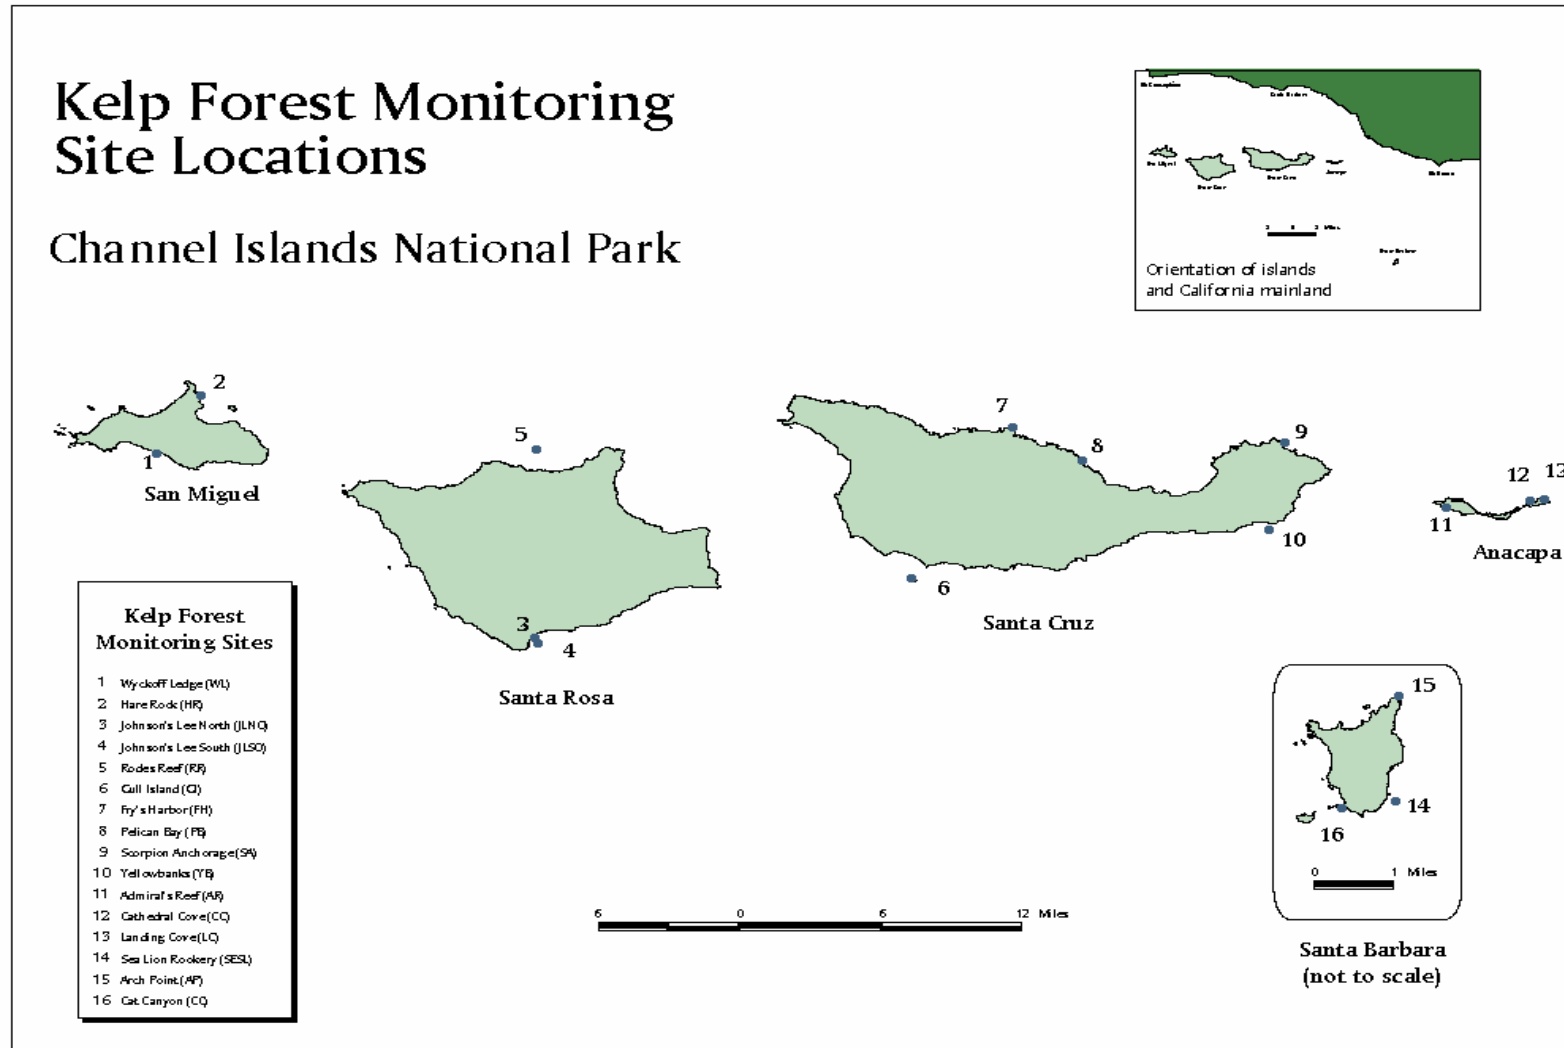 Kelp Forest Monitoring
Site Locations
Channel Islands National Park
Orientation of islands
and California mainland
2
1
San Miguel
5
3
4
Santa Rosa
7
8
9
10
6
Santa Cruz
12
13
11
Anacapa
Kelp Forest
Monitoring Sites
1 Wyckoff Ledge (WL)
2 Hare Rock (HR)
3 Johnson's Lee North (JLNO)
4 Johnson's Lee South (JLSO)
5 Rodes Reef (RR)
6 Gull Island (GI)
7 Fry's Harbor (FH)
8 Pelican Bay (PB)
9 Scorpion Anchorage (SA)
10 Yellowbanks (YB)
11 Admiral's Reef (AR)
12 Cathedral Cove (CC)
13 Landing Cove (LC)
14 Sea Lion Rookery (SESL)
15 Arch Point (AP)
16 Cat Canyon (CC)
6 0 6 12 Miles
15
14
16
0 1 Miles
Santa Barbara
(not to scale)